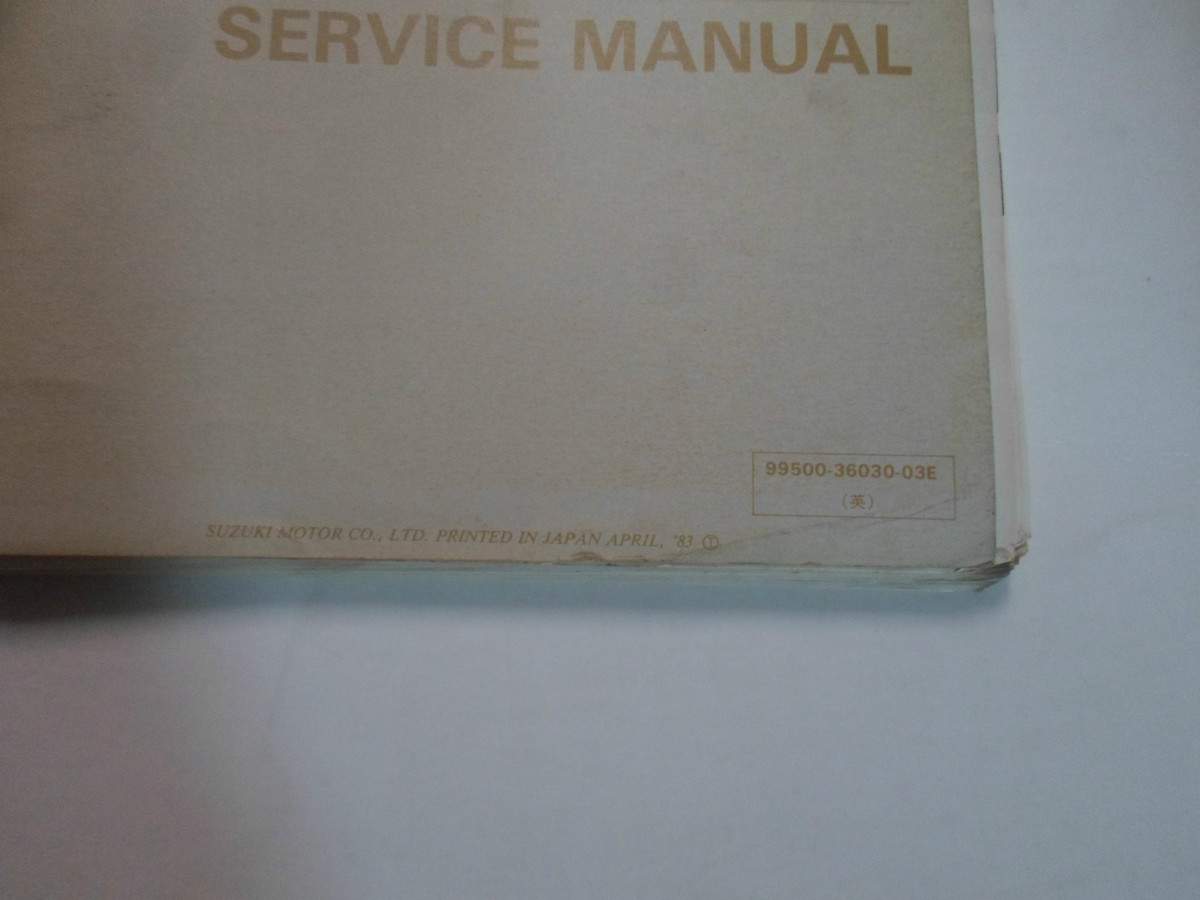 SERVICE MANUAL
99500-36030-03E
(英)
SUZUKI MOTOR CO., LTD. PRINTED IN JAPAN APRIL, '83 Ⓣ